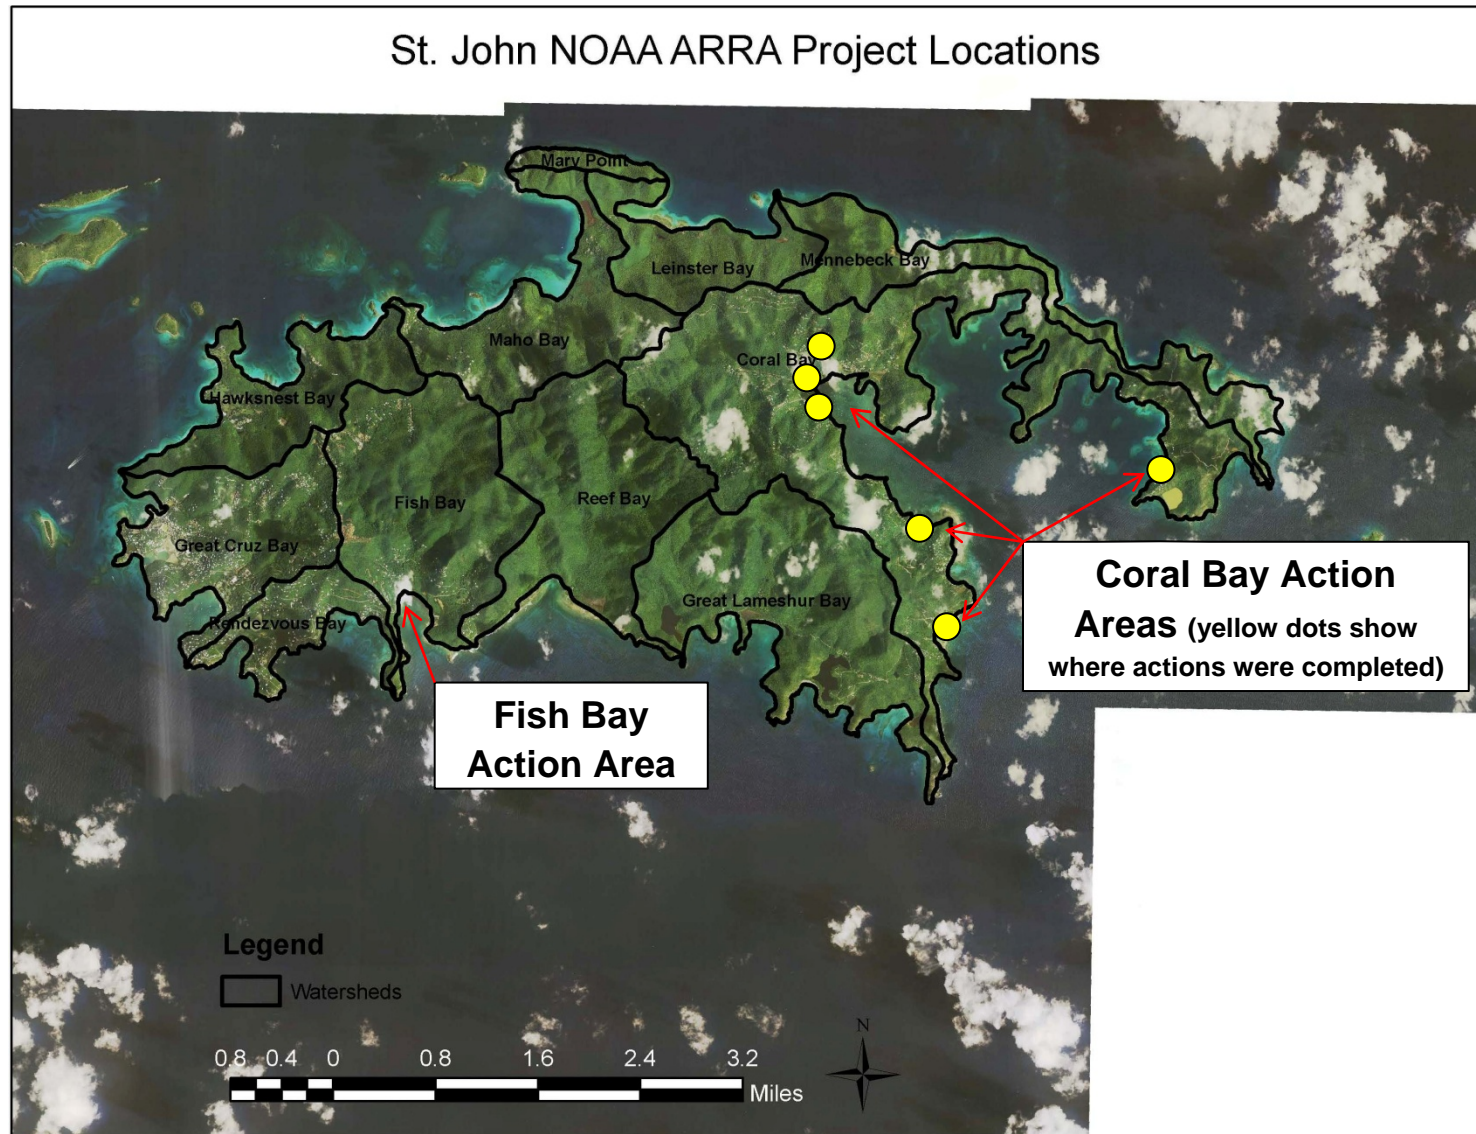 St. John NOAA ARRA Project Locations
Mary Point
Leinster Bay
Mennebeck Bay
Maho Bay
Coral Bay
Hawksnest Bay
Fish Bay
Reef Bay
Great Cruz Bay
Great Lameshur Bay
Rendezvous Bay
Coral Bay Action
Areas (yellow dots show
where actions were completed)
Fish Bay
Action Area
Legend
Watersheds
N
0.8 0.4 0 0.8 1.6 2.4 3.2
Miles